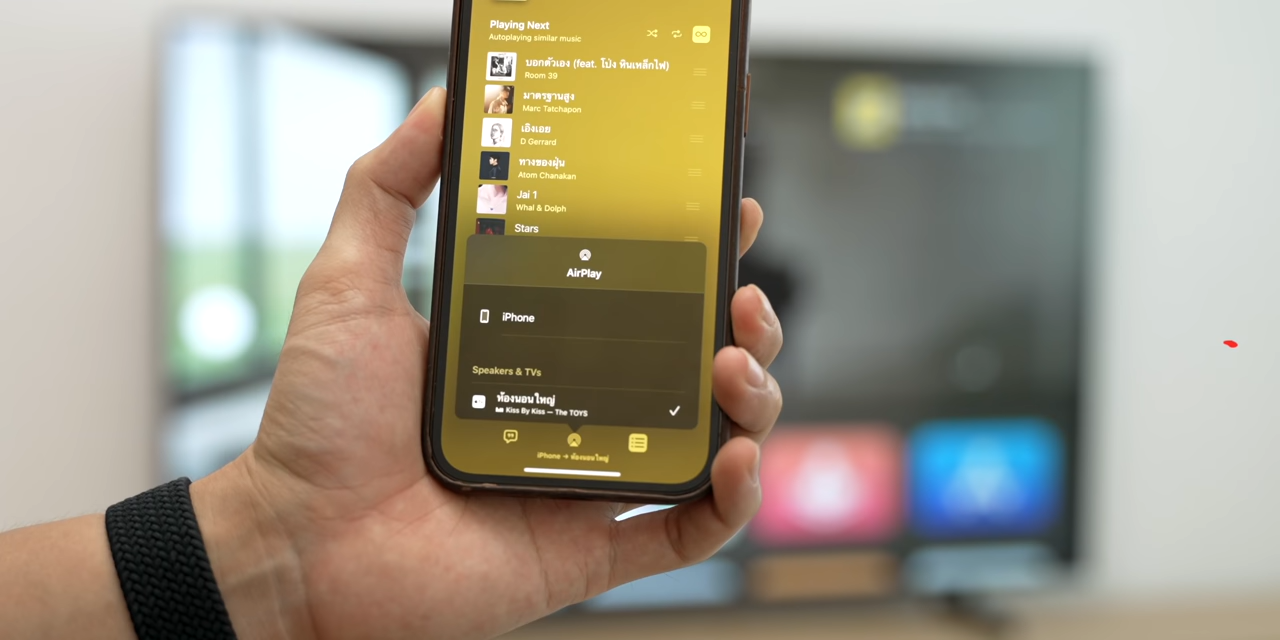 Playing Next
Autoplaying similar music
บอกตัวเอง (feat. โป่ง หินเหล็กไฟ)
Room 39
มาตรฐานสูง
Marc Tatchapon
เอิงเอย
D Gerrard
ทางของฝุ่น
Atom Chanakan
Jai 1
Whal & Dolph
Stars
AirPlay
iPhone
Speakers & TVs
ห้องนอนใหญ่
Kiss By Kiss — The TOYS
iPhone → ห้องนอนใหญ่